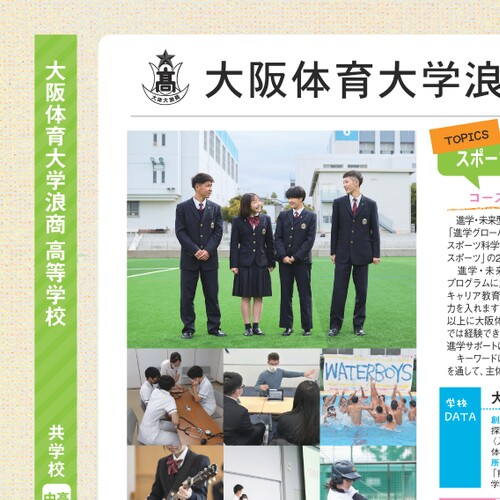 大阪体育大学浪商 高等学校
共学校
中高
高
大体大浪商
大阪体育大学浪
TOPICS
スポー
コース
進学・未来
「進学グローバ
スポーツ科学
スポーツ」の2
進学・未来
プログラムに
キャリア教育
力を入れます
以上に大阪体
では経験でき
進学サポート
キーワードに
を通して、主体
WATERBOYS
学校
DATA
大
創
探
体
所
学